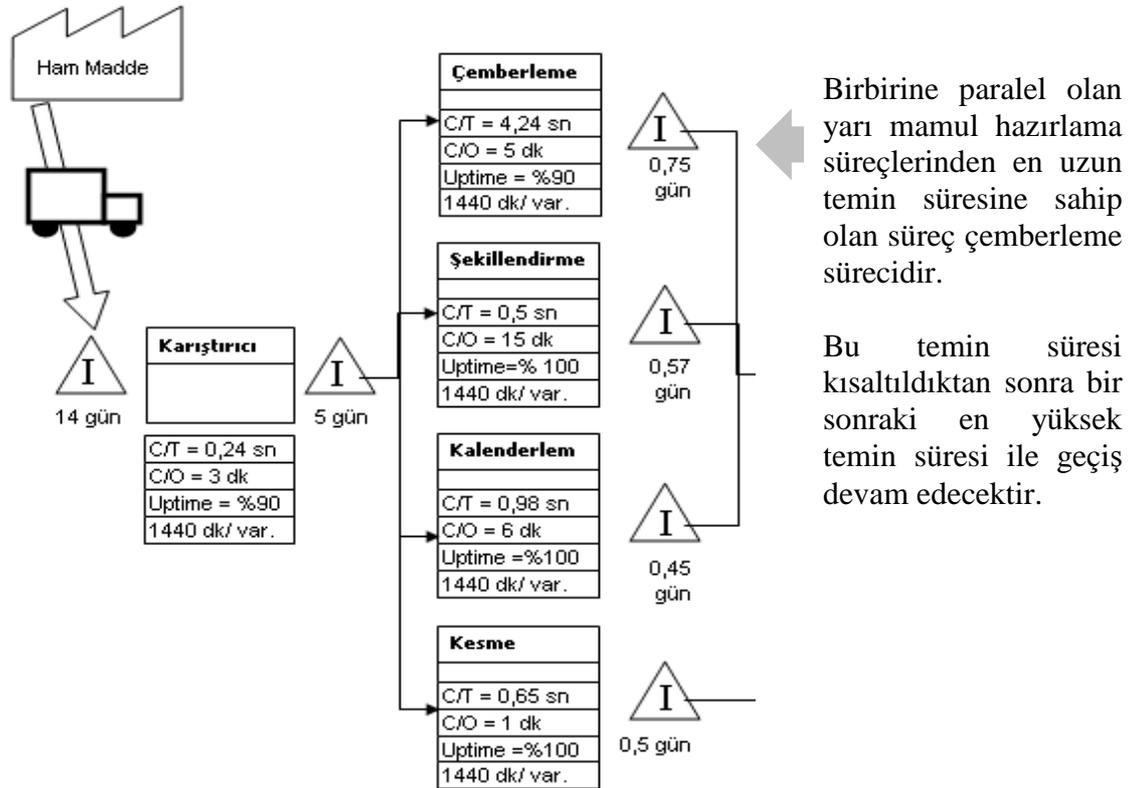 Ham Madde
14 gün
Karıştırıcı
C/T = 0,24 sn
C/O = 3 dk
Uptime = %90
1440 dk/ var.
I
I
5 gün
Çemberleme
C/T = 4,24 sn
C/O = 5 dk
Uptime = %90
1440 dk/ var.
I
0,75
gün
Şekillendirme
C/T = 0,5 sn
C/O = 15 dk
Uptime=% 100
1440 dk/ var.
I
0,57
gün
Kalenderlem
C/T = 0,98 sn
C/O = 6 dk
Uptime =%100
1440 dk/ var.
I
0,45
gün
Kesme
C/T = 0,65 sn
C/O = 1 dk
Uptime =%100
1440 dk/ var.
I
0,5 gün
Birbirine paralel olan
yarı mamul hazırlama
süreçlerinden en uzun
temin süresine sahip
olan süreç çemberleme
sürecidir.
Bu temin süresi
kısaltıldıktan sonra bir
sonraki en yüksek
temin süresi ile geçiş
devam edecektir.